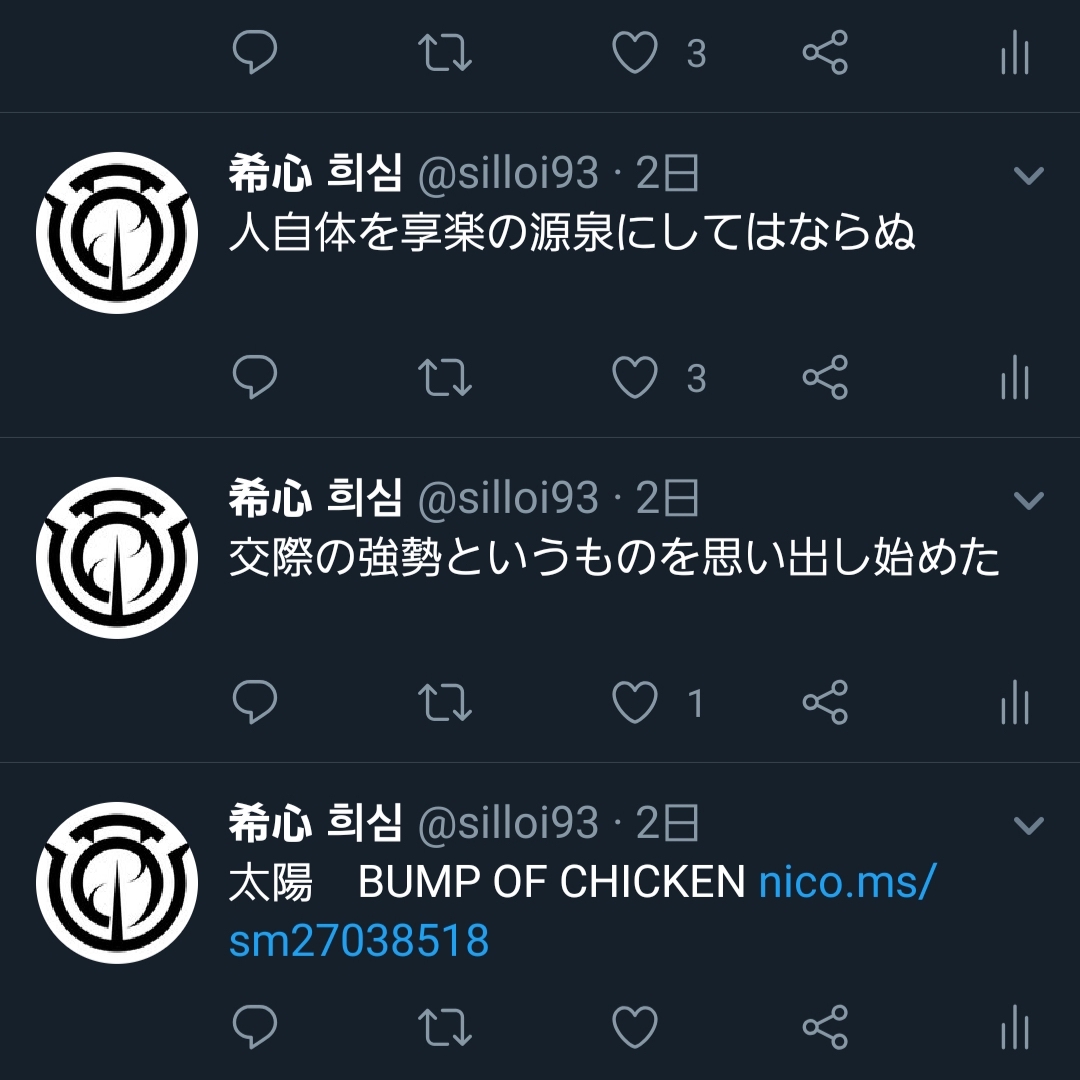 3
希心 희심 @silloi93 · 2日
人自体を享楽の源泉にしてはならぬ
3
希心 희심 @silloi93 · 2日
交際の強勢というものを思い出し始めた
1
希心 희심 @silloi93 · 2日
太陽　BUMP OF CHICKEN nico.ms/
sm27038518